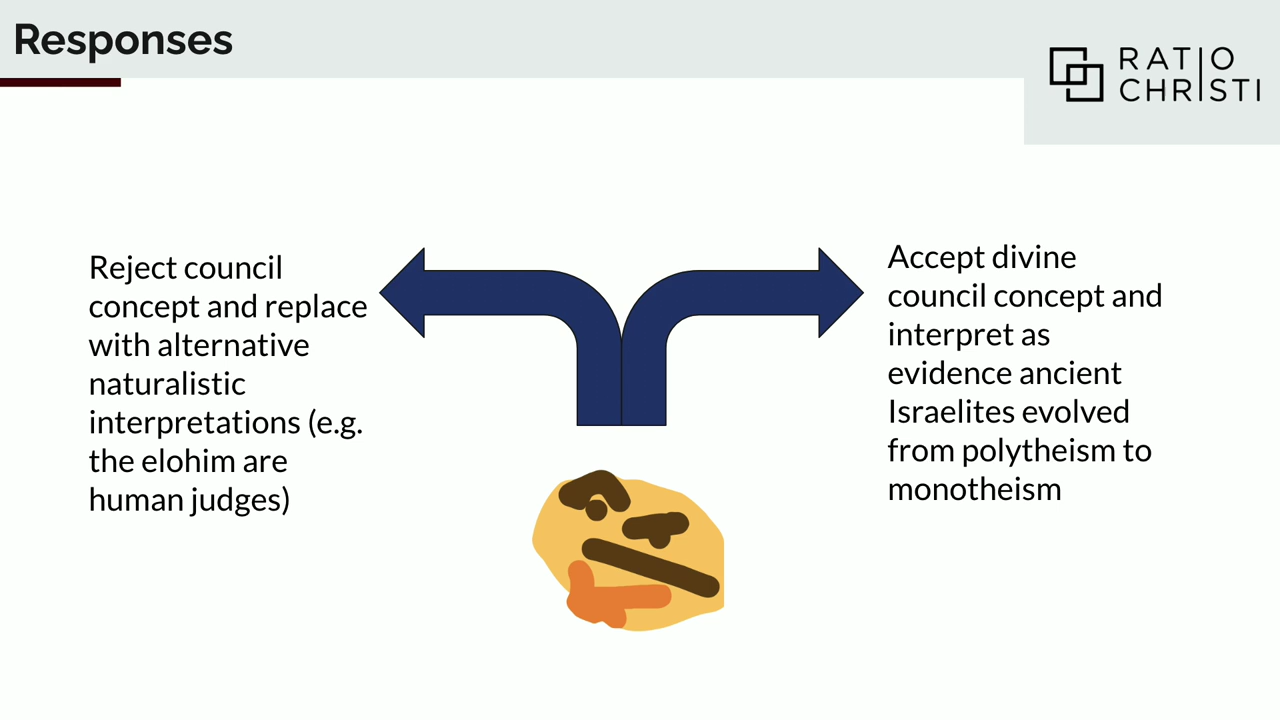 Responses
RATIO
CHRISTI
Reject council
concept and replace
with alternative
naturalistic
interpretations (e.g.
the elohim are
human judges)
Accept divine
council concept and
interpret as
evidence ancient
Israelites evolved
from polytheism to
monotheism